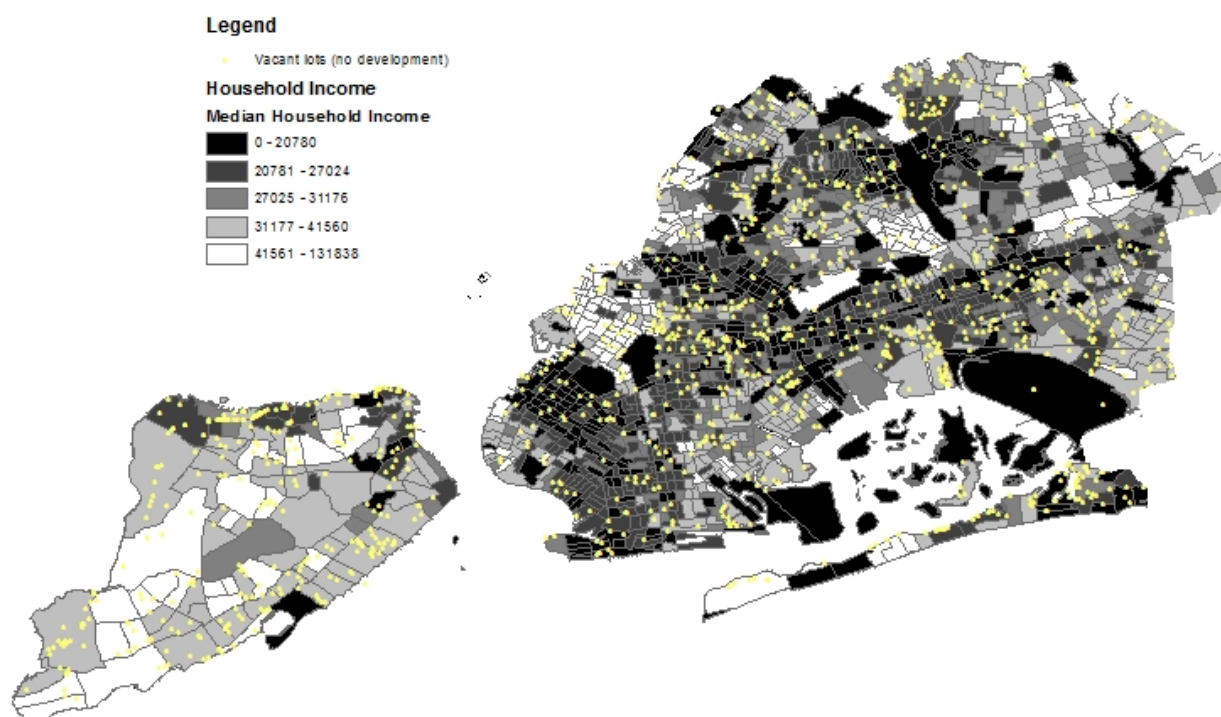 Legend
Vacant lots (no development)
Household Income
Median Household Income
0 - 20780
20781 - 27024
27025 - 31176
31177 - 41560
41561 - 131838